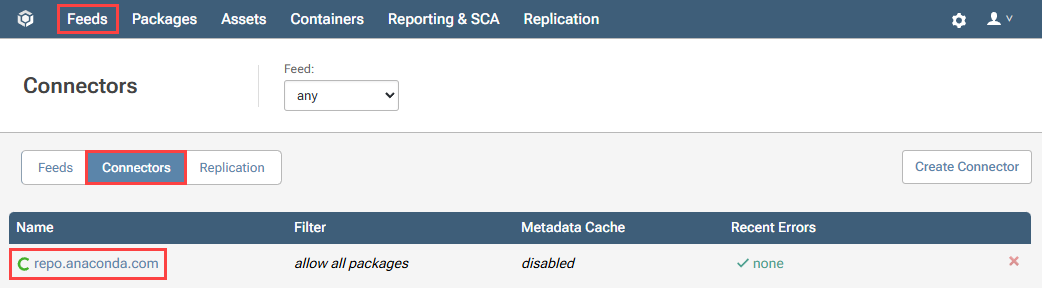 Feeds Packages Assets Containers Reporting & SCA Replication
Feed:
Connectors
any
Feeds Connectors Replication Create Connector
Name Filter Metadata Cache Recent Errors
repo.anaconda.com allow all packages disabled none